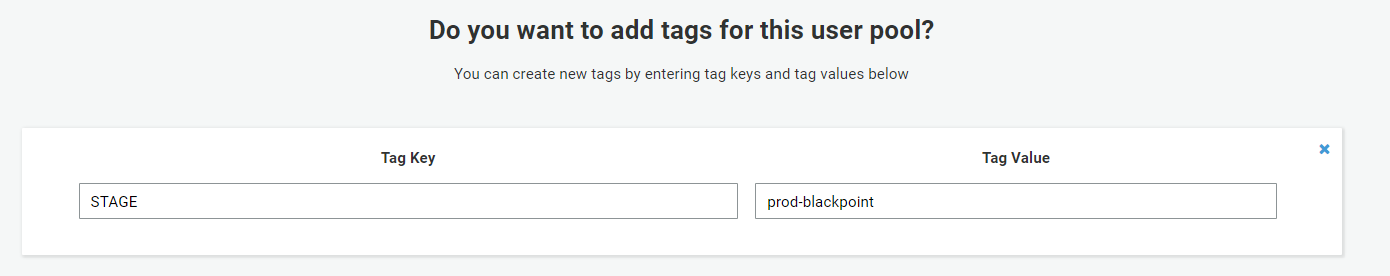 Do you want to add tags for this user pool?
You can create new tags by entering tag keys and tag values below
Tag Key Tag Value
STAGE prod-blackpoint